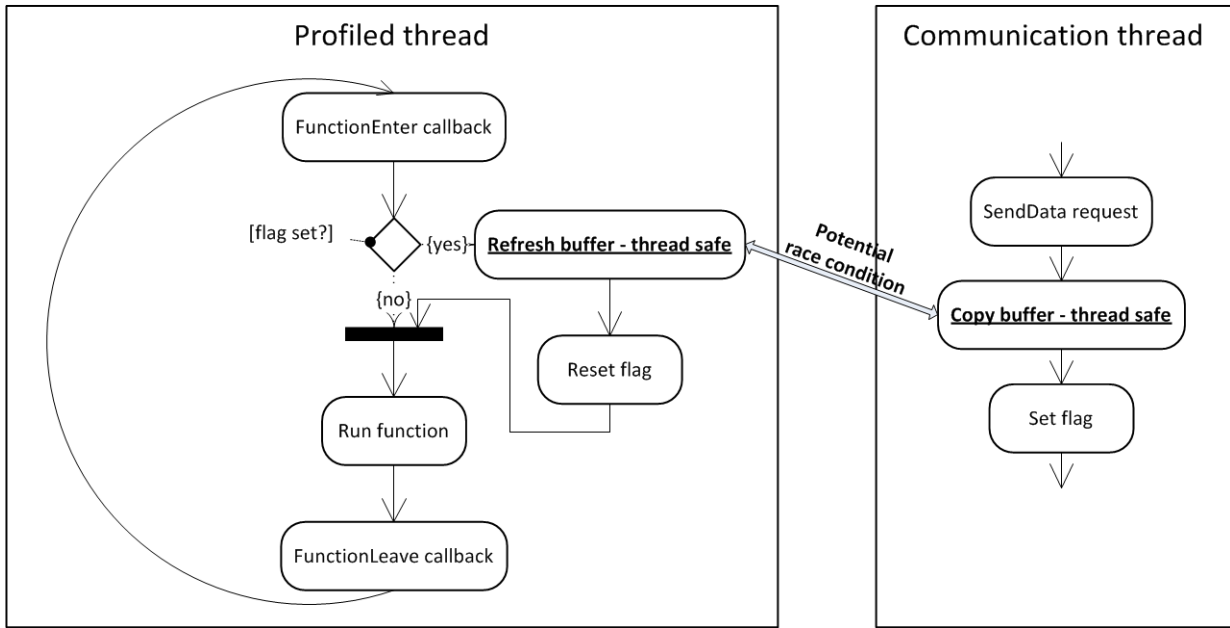 Profiled thread
FunctionEnter callback
[flag set?]
{yes}
Refresh buffer - thread safe
{no}
Reset flag
Run function
FunctionLeave callback
Potential
race condition
Communication thread
SendData request
Copy buffer - thread safe
Set flag